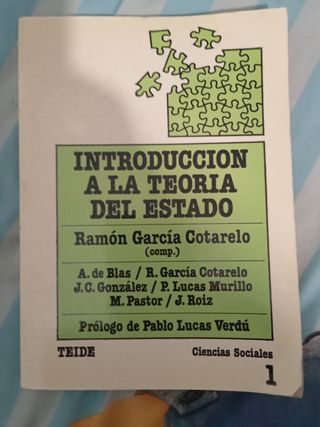 INTRODUCCION
A LA TEORIA
DEL ESTADO
Ramón García Cotarelo
(comp.)
A. de Blas / R. García Cotarelo
J. C. González / P. Lucas Murillo
M. Pastor / J. Roiz
Prólogo de Pablo Lucas Verdú
TEIDE Ciencias Sociales
1